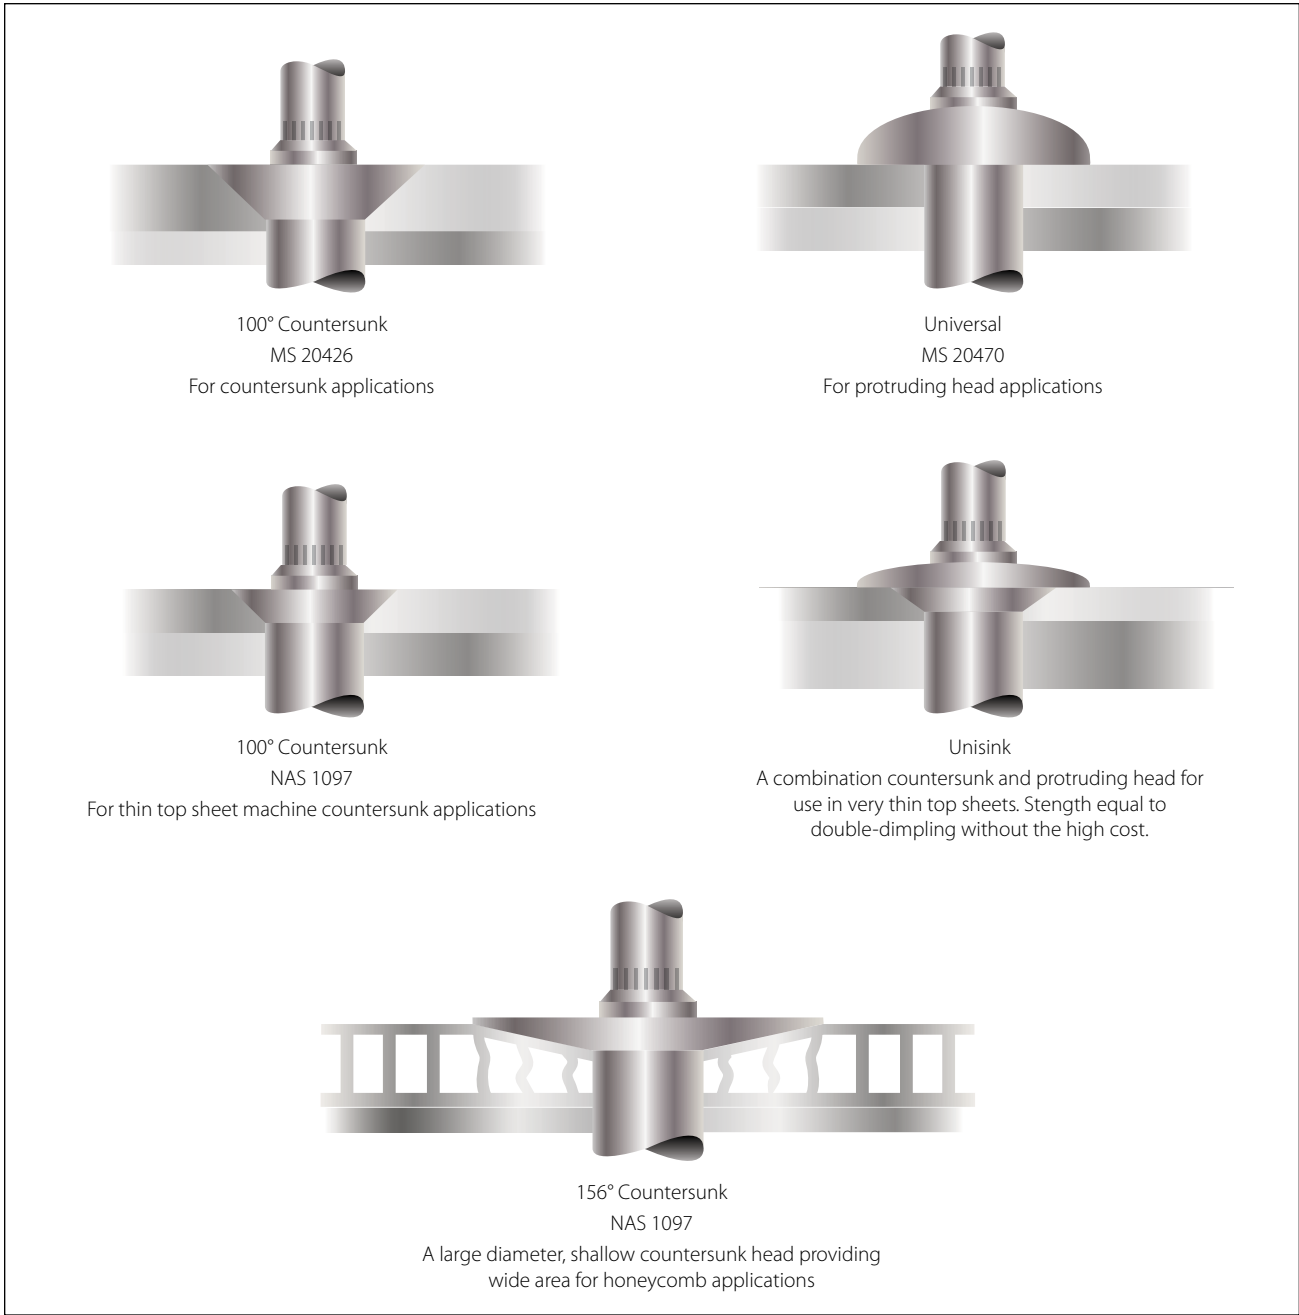 100° Countersunk
MS 20426
For countersunk applications
Universal
MS 20470
For protruding head applications
100° Countersunk
NAS 1097
For thin top sheet machine countersunk applications
Unisink
A combination countersunk and protruding head for
use in very thin top sheets. Stength equal to
double-dimpling without the high cost.
156° Countersunk
NAS 1097
A large diameter, shallow countersunk head providing
wide area for honeycomb applications